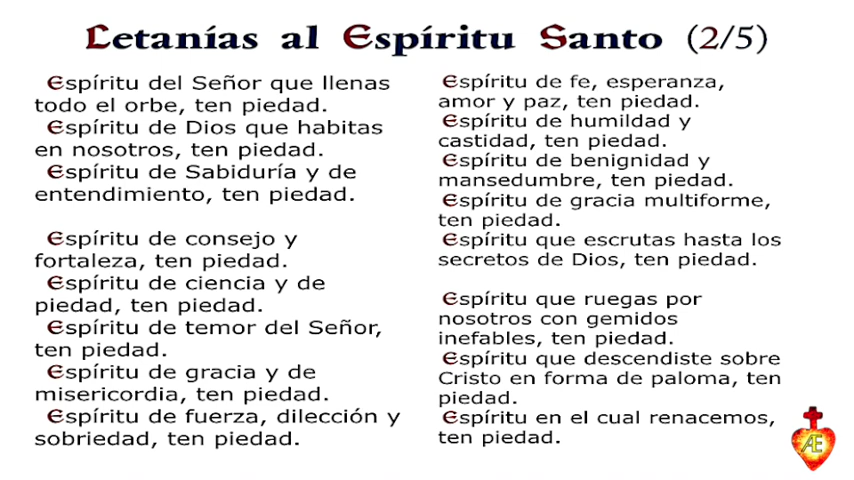 Letanías al Espíritu Santo (2/5)
Espíritu del Señor que llenas
todo el orbe, ten piedad.
Espíritu de Dios que habitas
en nosotros, ten piedad.
Espíritu de Sabiduría y de
entendimiento, ten piedad.
Espíritu de consejo y
fortaleza, ten piedad.
Espíritu de ciencia y de
piedad, ten piedad.
Espíritu de temor del Señor,
ten piedad.
Espíritu de gracia y de
misericordia, ten piedad.
Espíritu de fuerza, dilección y
sobriedad, ten piedad.
Espíritu de fe, esperanza,
amor y paz, ten piedad.
Espíritu de humildad y
castidad, ten piedad.
Espíritu de benignidad y
mansedumbre, ten piedad.
Espíritu de gracia multiforme,
ten piedad.
Espíritu que escrutas hasta los
secretos de Dios, ten piedad.
Espíritu que ruegas por
nosotros con gemidos
inefables, ten piedad.
Espíritu que descendiste sobre
Cristo en forma de paloma, ten
piedad.
Espíritu en el cual renacemos,
ten piedad.
Æ